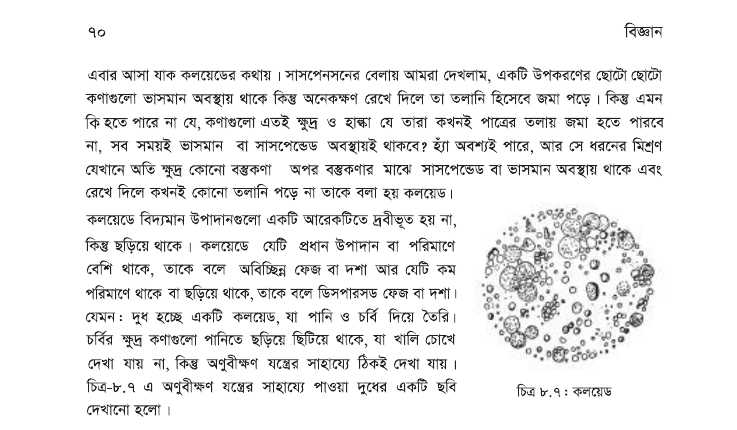 ৭০ বিজ্ঞান
এবার আসা যাক কলয়েডের কথায়। সাসপেনসনের বেলায় আমরা দেখলাম, একটি উপকরণের ছোটো ছোটো
কণাগুলো ভাসমান অবস্থায় থাকে কিন্তু অনেকক্ষণ রেখে দিলে তা তলানি হিসেবে জমা পড়ে। কিন্তু এমন
কি হতে পারে না যে, কণাগুলো এতই ক্ষুদ্র ও হাল্কা যে তারা কখনই পাত্রের তলায় জমা হতে পারবে
না, সব সময়ই ভাসমান বা সাসপেন্ডেড অবস্থায়ই থাকবে? হ্যাঁ অবশ্যই পারে, আর সে ধরনের মিশ্রণ
যেখানে অতি ক্ষুদ্র কোনো বস্তুকণা অপর বস্তুকণার মাঝে সাসপেন্ডেড বা ভাসমান অবস্থায় থাকে এবং
রেখে দিলে কখনই কোনো তলানি পড়ে না তাকে বলা হয় কলয়েড।
কলয়েডে বিদ্যমান উপাদানগুলো একটি আরেকটিতে দ্রবীভূত হয় না,
কিন্তু ছড়িয়ে থাকে। কলয়েডে যেটি প্রধান উপাদান বা পরিমাণে
বেশি থাকে, তাকে বলে অবিচ্ছিন্ন ফেজ বা দশা আর যেটি কম
পরিমাণে থাকে বা ছড়িয়ে থাকে, তাকে বলে ডিসপারসড ফেজ বা দশা।
যেমন: দুধ হচ্ছে একটি কলয়েড, যা পানি ও চর্বি দিয়ে তৈরি।
চর্বির ক্ষুদ্র কণাগুলো পানিতে ছড়িয়ে ছিটিয়ে থাকে, যা খালি চোখে
দেখা যায় না, কিন্তু অণুবীক্ষণ যন্ত্রের সাহায্যে ঠিকই দেখা যায়।
চিত্র-৮.৭ এ অণুবীক্ষণ যন্ত্রের সাহায্যে পাওয়া দুধের একটি ছবি
দেখানো হলো।
চিত্র ৮.৭: কলয়েড